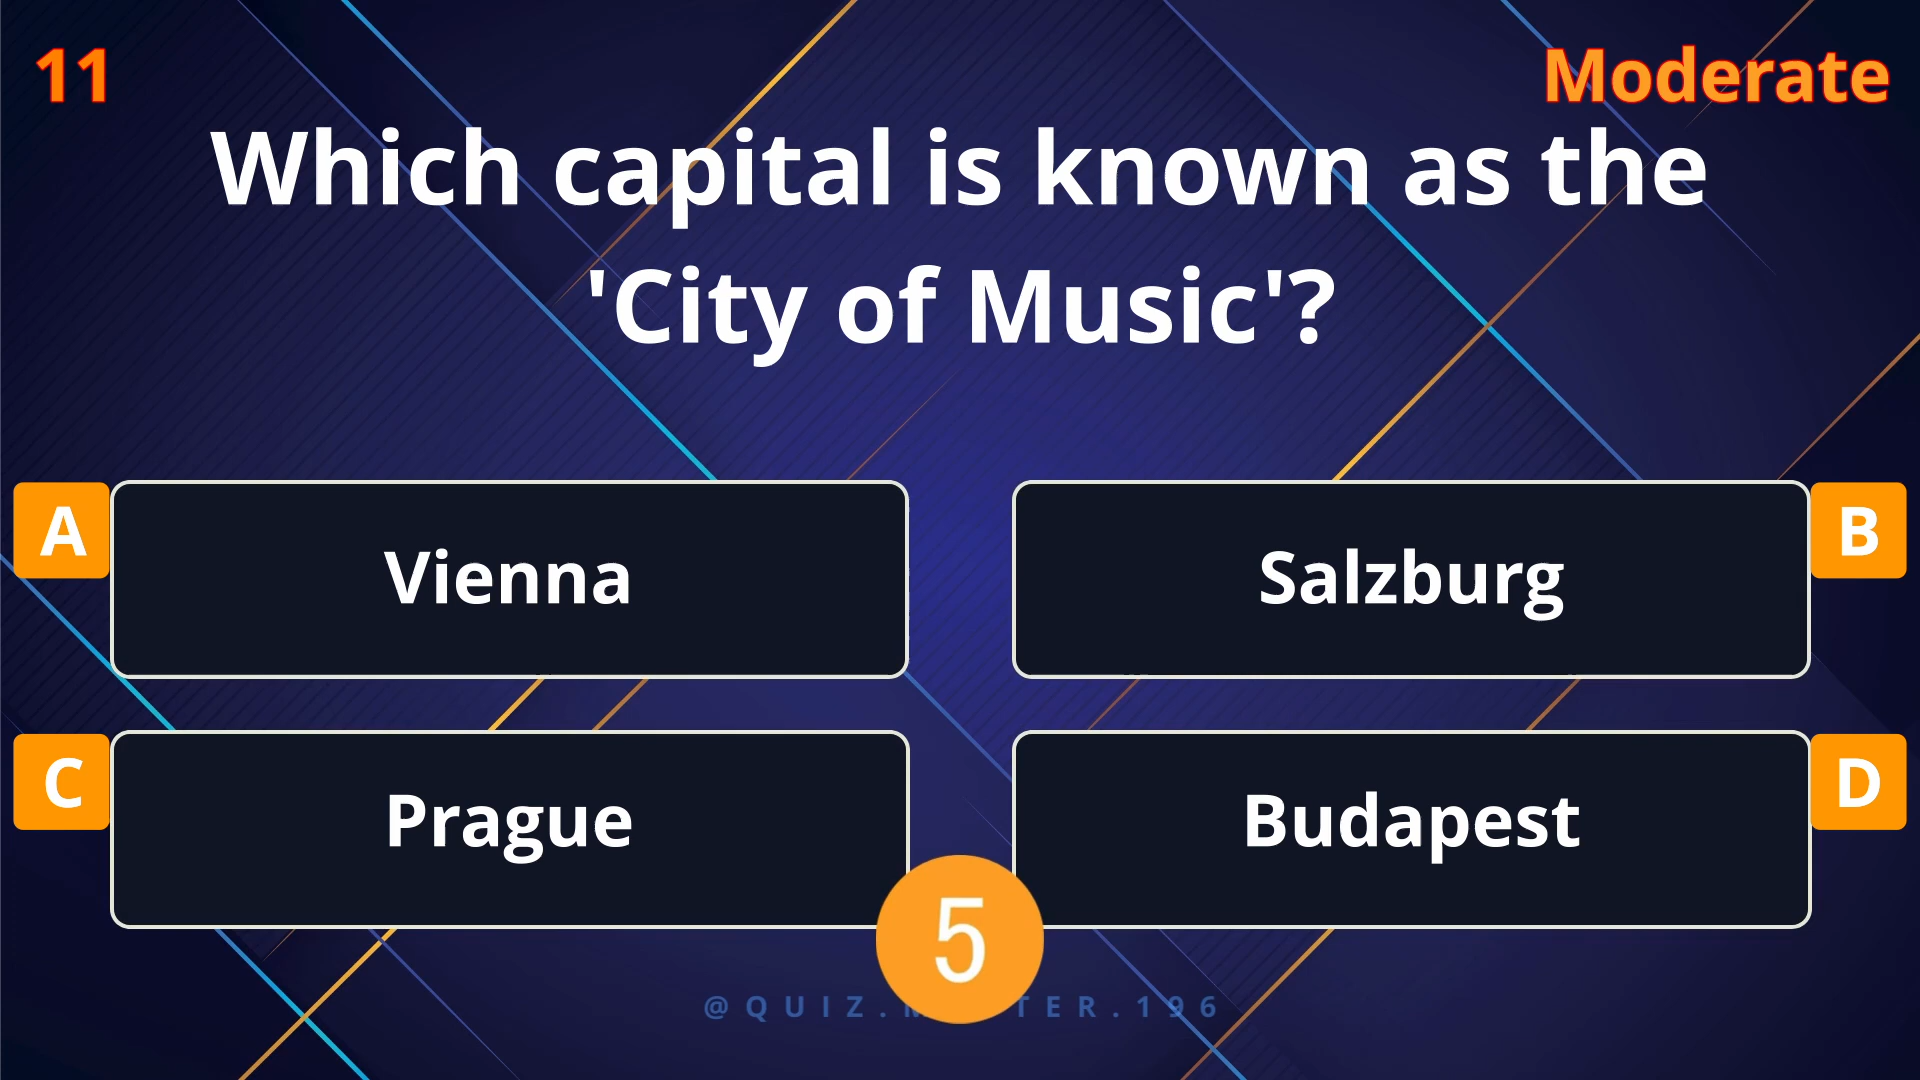 11
Moderate
Which capital is known as the
'City of Music'?
A
Vienna
Salzburg
B
C
Prague
Budapest
D
5